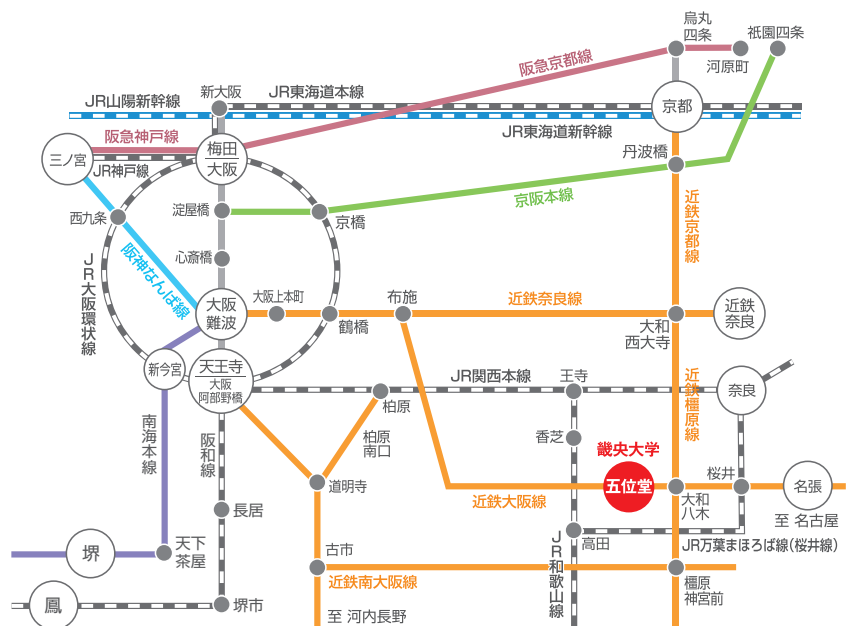 烏丸
四条
祇園四条
河原町
阪急京都線
新大阪
JR東海道本線
JR山陽新幹線
京都
JR東海道新幹線
阪急神戸線
梅田
大阪
三ノ宮
JR神戸線
丹波橋
京阪本線
近鉄京都線
淀屋橋
京橋
西九条
心斎橋
阪神なんば線
JR大阪環状線
大阪
難波
大阪上本町
鶴橋
布施
近鉄奈良線
大和
西大寺
近鉄
奈良
新今宮
天王寺
大阪
阿部野橋
JR関西本線
王寺
近鉄橿原線
奈良
柏原
柏原
南口
南海本線
阪和線
香芝
畿央大学
五位堂
桜井
名張
至 名古屋
道明寺
近鉄大阪線
大和
八木
長居
天下
茶屋
堺
古市
高田
JR万葉まほろば線(桜井線)
JR和歌山線
近鉄南大阪線
橿原
神宮前
鳳
堺市
至 河内長野